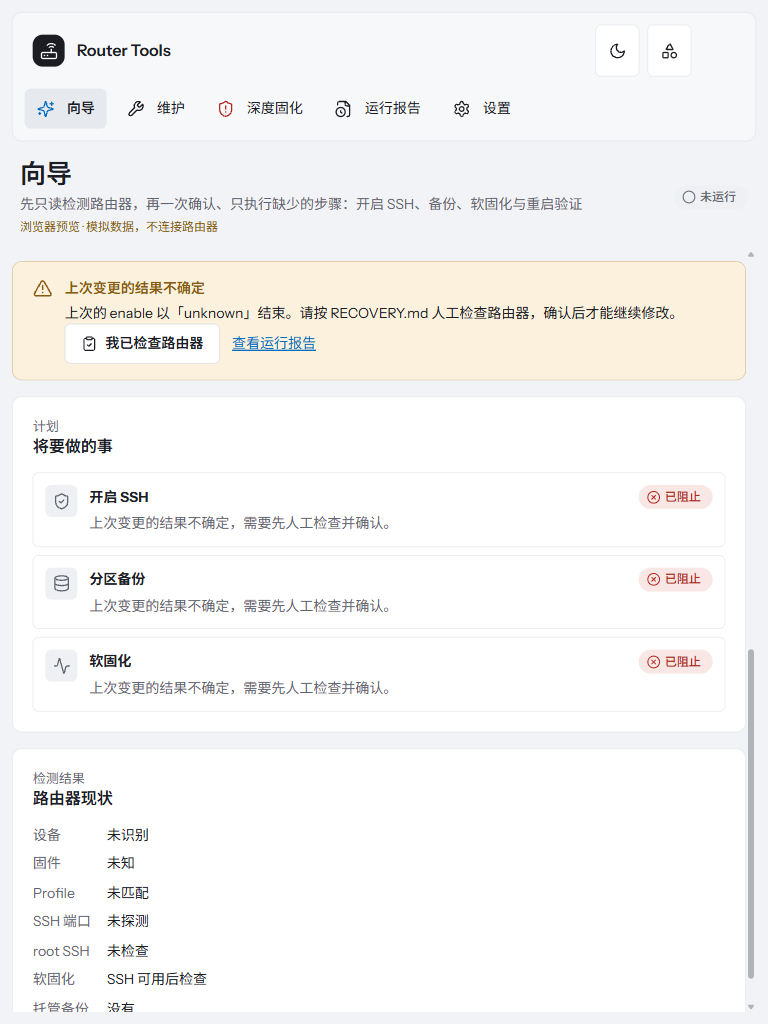 Router Tools
向导
维护
深度固化
运行报告
设置
向导
先只读检测路由器，再一次确认、只执行缺少的步骤：开启 SSH、备份、软固化与重启验证
未运行
浏览器预览 · 模拟数据，不连接路由器
上次变更的结果不确定
上次的 enable 以「unknown」结束。请按 RECOVERY.md 人工检查路由器，确认后才能继续修改。
我已检查路由器
查看运行报告
计划
将要做的事
开启 SSH
已阻止
上次变更的结果不确定，需要先人工检查并确认。
分区备份
已阻止
上次变更的结果不确定，需要先人工检查并确认。
软固化
已阻止
上次变更的结果不确定，需要先人工检查并确认。
检测结果
路由器现状
设备 未识别
固件 未知
Profile 未匹配
SSH 端口 未探测
root SSH 未检查
软固化 SSH 可用后检查
托管备份 没有